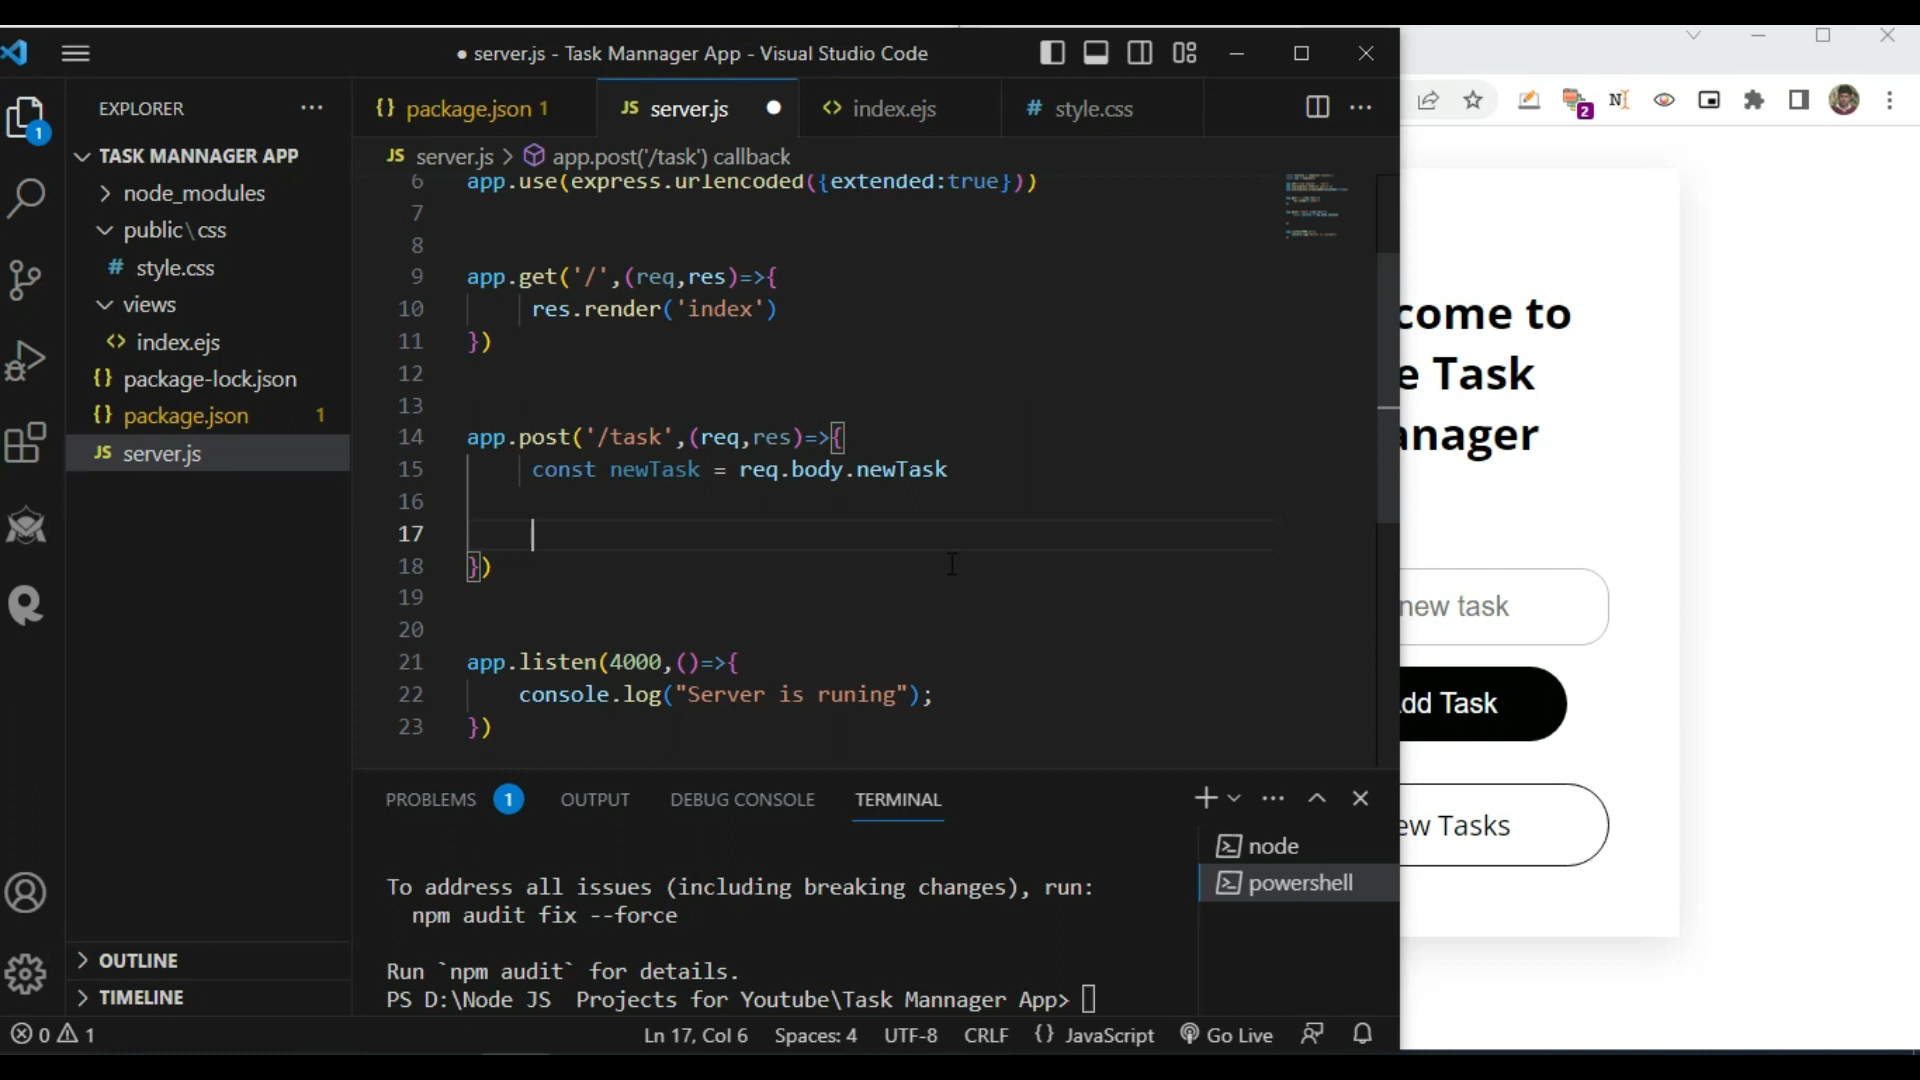 ● server.js - Task Mannager App - Visual Studio Code
EXPLORER
{} package.json 1
JS server.js
<> index.ejs
# style.css
JS server.js > app.post('/task') callback
1
TASK MANNAGER APP
node_modules
public\css
# style.css
views
<> index.ejs
{} package-lock.json
{} package.json 1
JS server.js
OUTLINE
TIMELINE
6 app.use(express.urlencoded({extended:true}))
7
8
9 app.get('/',(req,res)=>{
10 res.render('index')
11 })
12
13
14 app.post('/task',(req,res)=>{
15 const newTask = req.body.newTask
16
17
18 })
19
20
21 app.listen(4000,()=>{
22 console.log("Server is runing");
23 })
PROBLEMS 1 OUTPUT DEBUG CONSOLE TERMINAL
node
powershell
To address all issues (including breaking changes), run:
npm audit fix --force
Run `npm audit` for details.
PS D:\Node JS  Projects for Youtube\Task Mannager App>
0 1
Ln 17, Col 6 Spaces: 4 UTF-8 CRLF {} JavaScript Go Live
2
come to
e Task
anager
new task
dd Task
ew Tasks